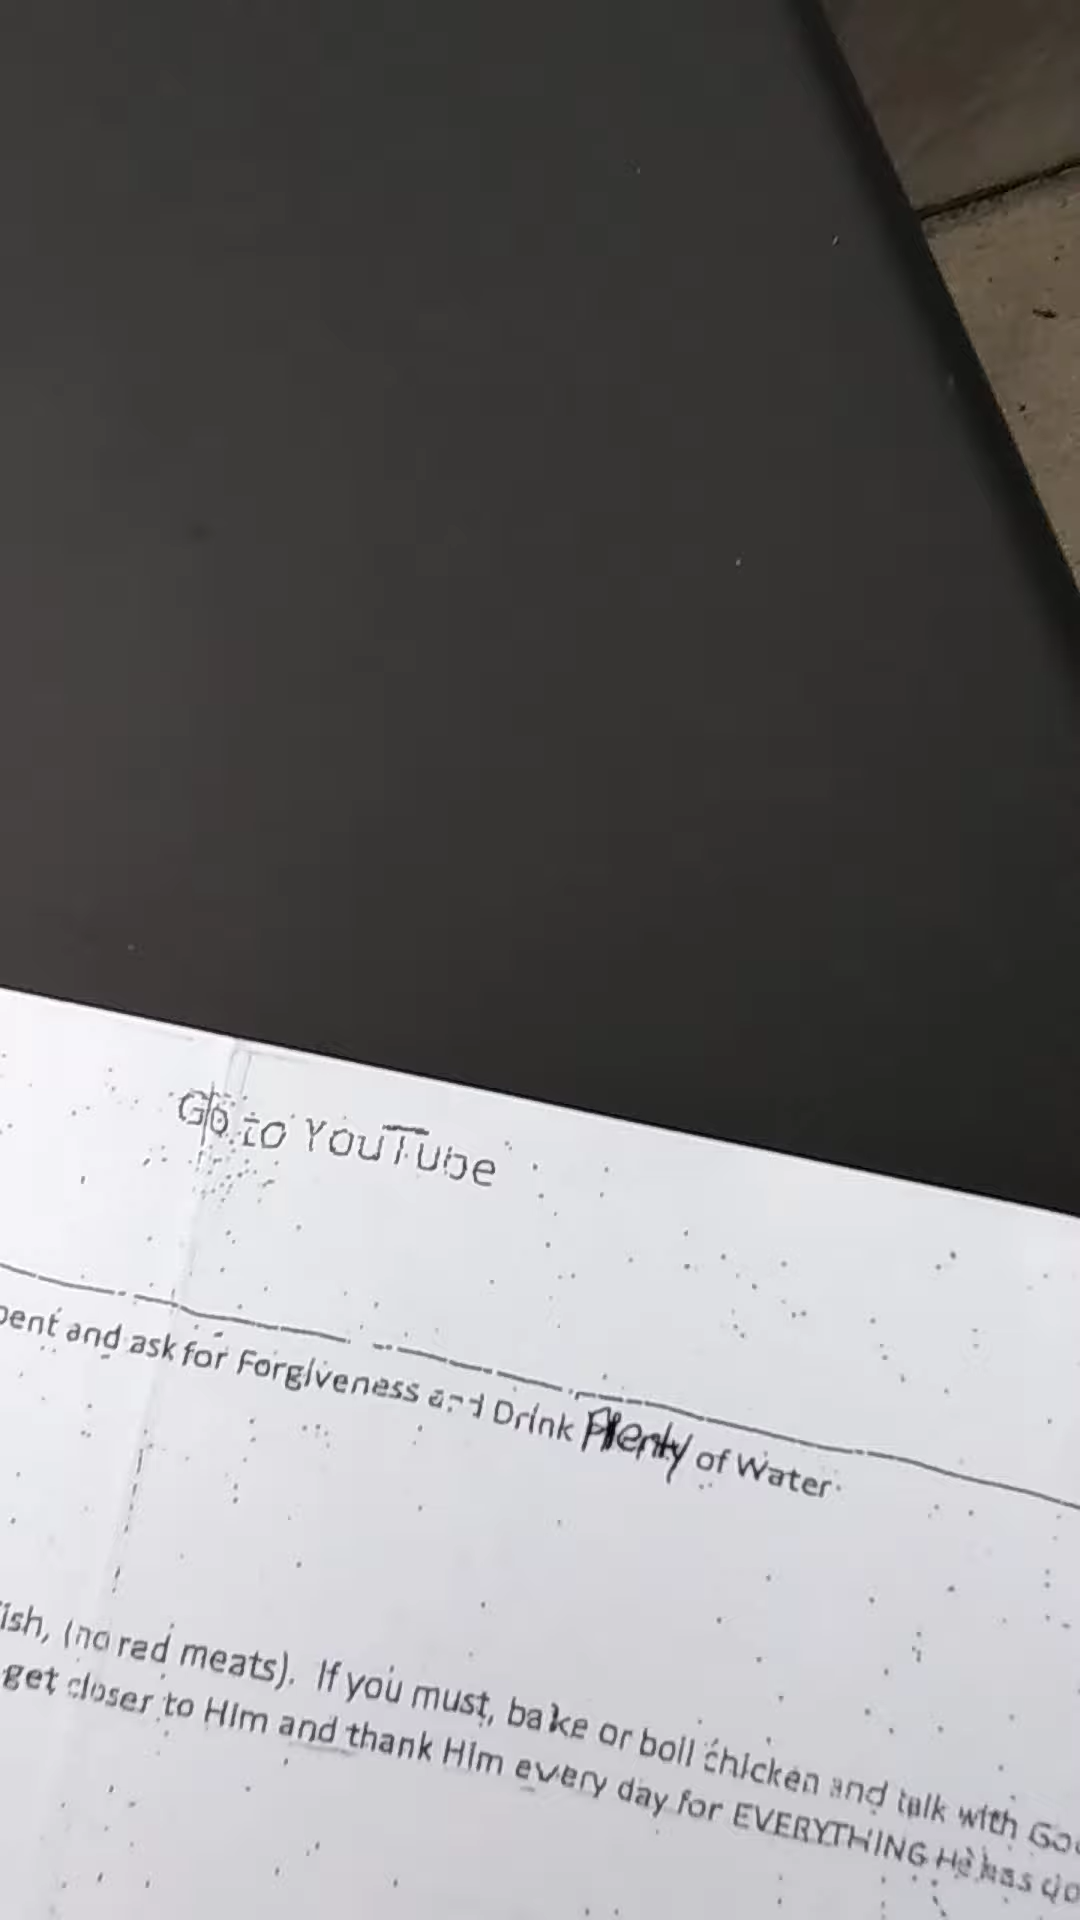 Go to YouTube
and ask for Forgiveness and Drink Plenty of Water
(no red meats). If you must, bake or boil chicken and talk with
get closer to Him and thank Him every day for EVERYTHING He has